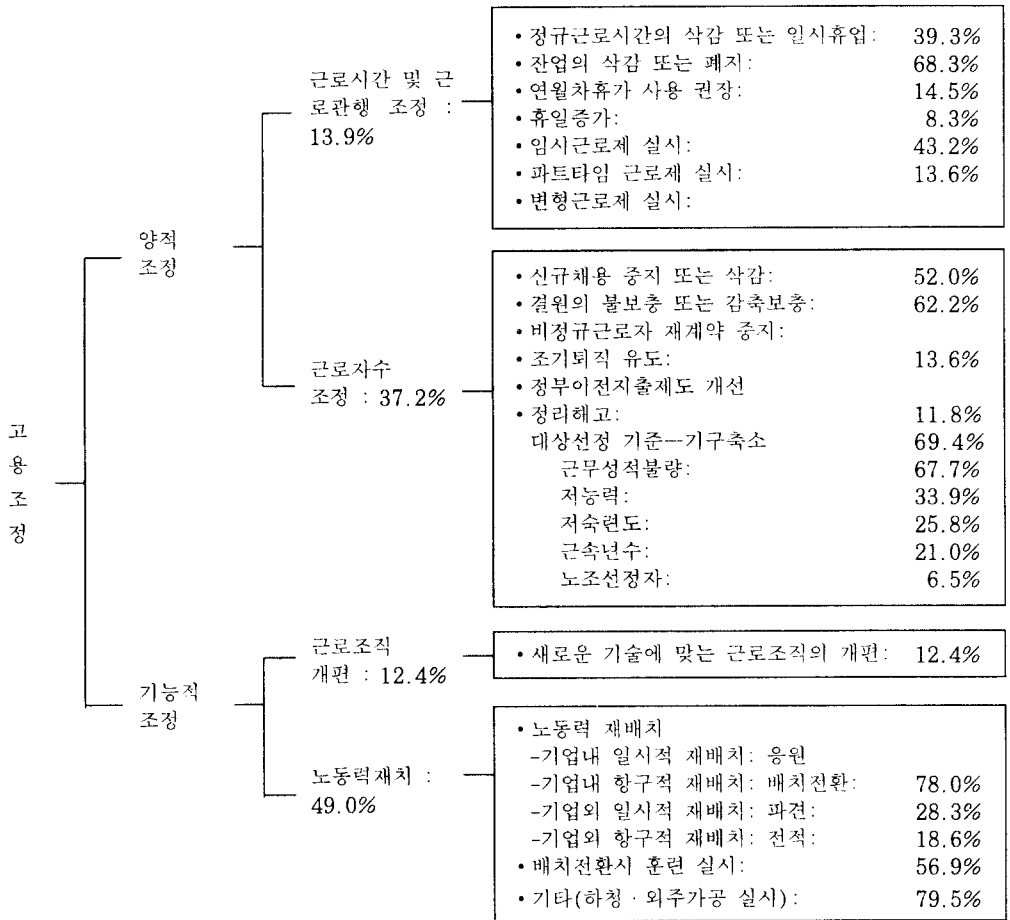 고
용
조
정
양적
조정
근로시간 및 근
로관행 조정 :
13.9%
• 정규근로시간의 삭감 또는 일시휴업: 39.3%
• 잔업의 삭감 또는 폐지: 68.3%
• 연월차휴가 사용 권장: 14.5%
• 휴일증가: 8.3%
• 임시근로제 실시: 43.2%
• 파트타임 근로제 실시: 13.6%
• 변형근로제 실시:
근로자수
조정 : 37.2%
• 신규채용 중지 또는 삭감: 52.0%
• 결원의 불보충 또는 감축보충: 62.2%
• 비정규근로자 재계약 중지:
• 조기퇴직 유도: 13.6%
• 정부이전지출제도 개선
• 정리해고: 11.8%
대상선정 기준—기구축소 69.4%
근무성적불량: 67.7%
저능력: 33.9%
저숙련도: 25.8%
근속년수: 21.0%
노조선정자: 6.5%
기능적
조정
근로조직
개편 : 12.4%
• 새로운 기술에 맞는 근로조직의 개편: 12.4%
노동력재치 :
49.0%
• 노동력 재배치
-기업내 일시적 재배치: 응원
-기업내 항구적 재배치: 배치전환: 78.0%
-기업외 일시적 재배치: 파견: 28.3%
-기업외 항구적 재배치: 전적: 18.6%
• 배치전환시 훈련 실시: 56.9%
• 기타(하청 · 외주가공 실시): 79.5%